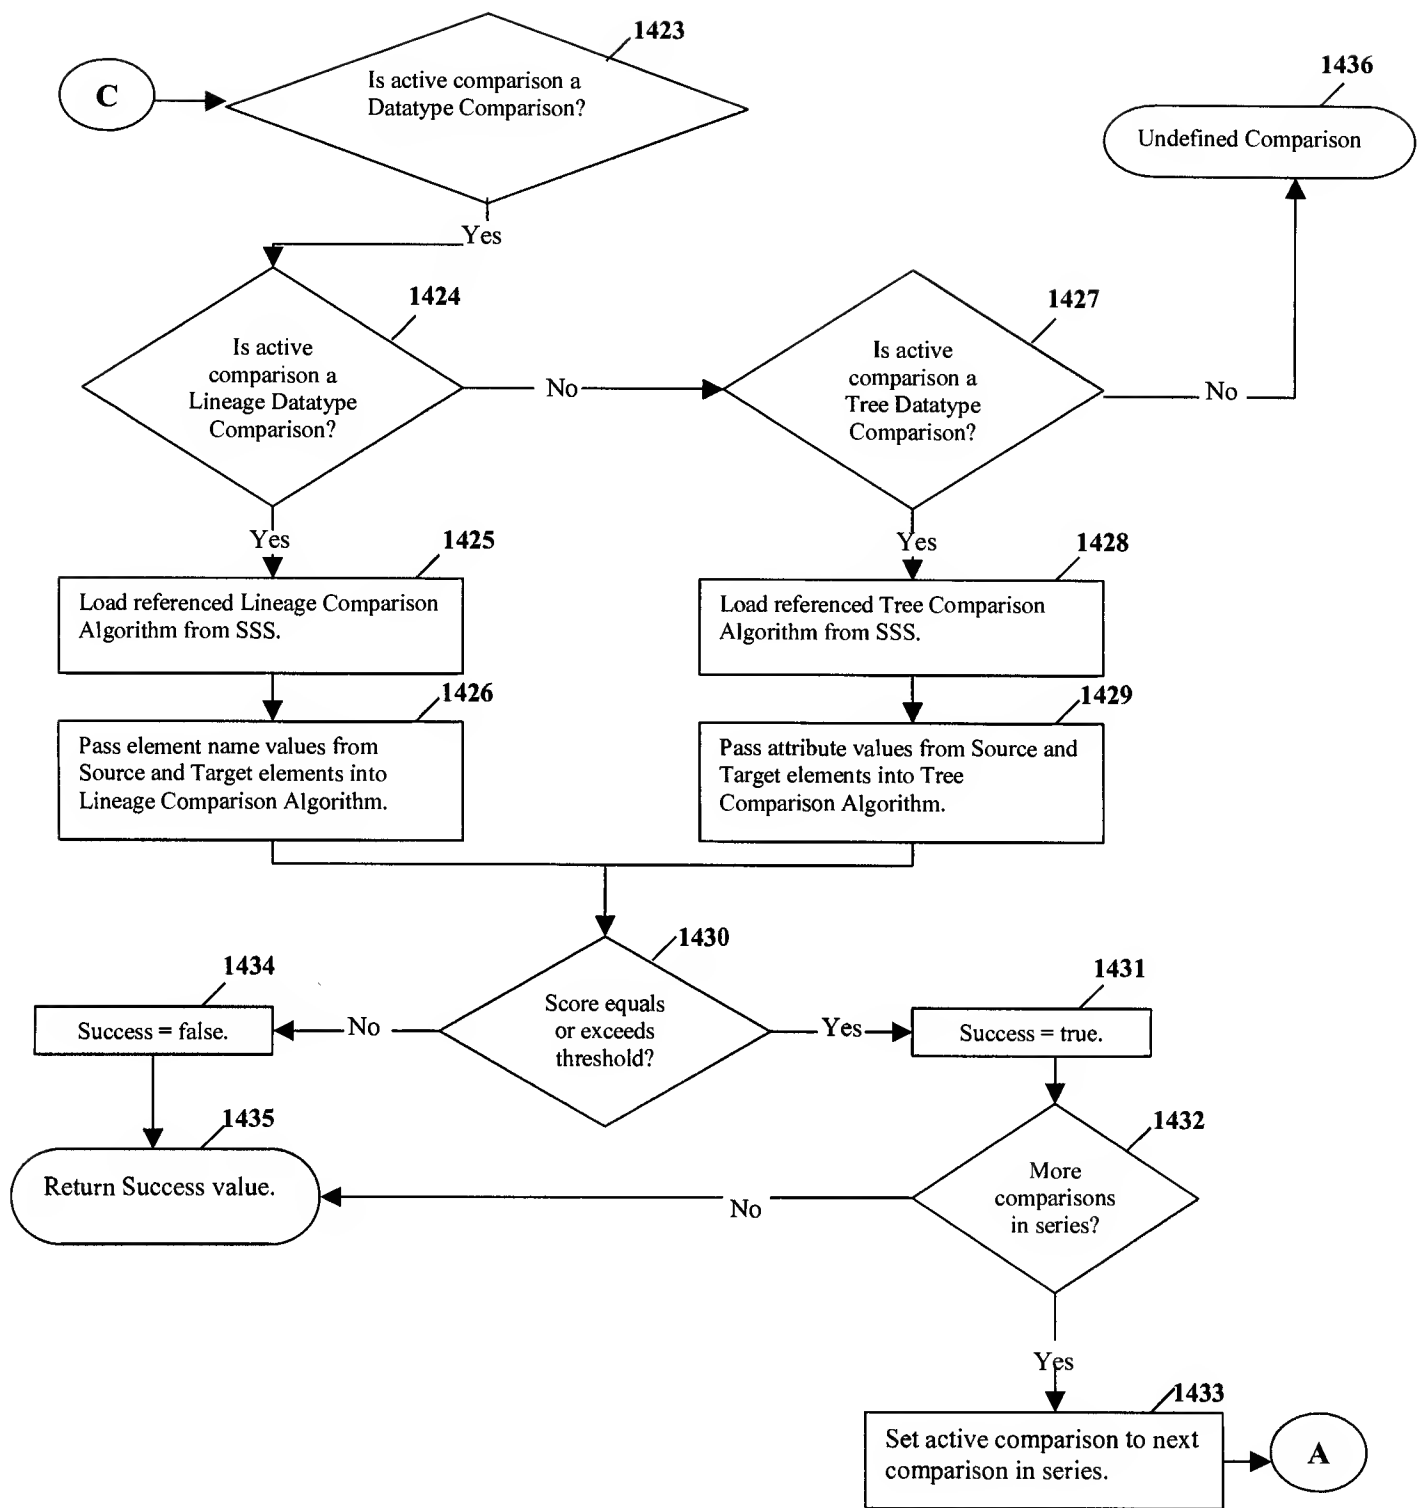 1423
Is active comparison a
Datatype Comparison?
C
1436
Undefined Comparison
Yes
1424
Is active
comparison a
Lineage Datatype
Comparison?
No
1427
Is active
comparison a
Tree Datatype
Comparison?
No
Yes
1425
Load referenced Lineage Comparison
Algorithm from SSS.
Yes
1428
Load referenced Tree Comparison
Algorithm from SSS.
1426
Pass element name values from
Source and Target elements into
Lineage Comparison Algorithm.
1429
Pass attribute values from Source and
Target elements into Tree
Comparison Algorithm.
1430
Score equals
or exceeds
threshold?
No
1434
Success = false.
Yes
1431
Success = true.
1435
Return Success value.
1432
More
comparisons
in series?
No
Yes
1433
Set active comparison to next
comparison in series.
A